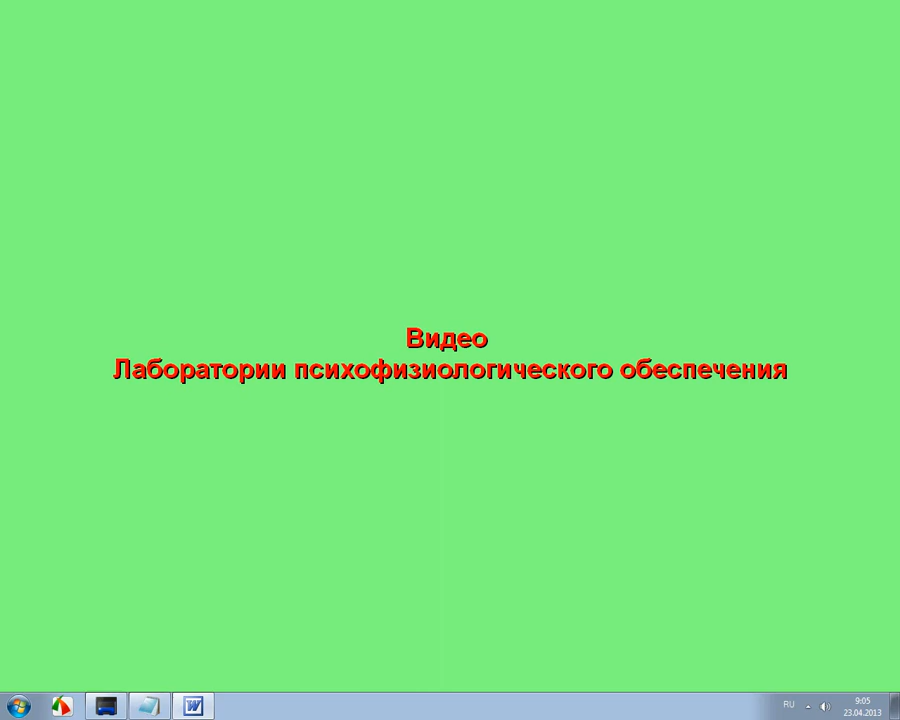 Видео
Лаборатории психофизиологического обеспечения
RU
9:05
23.04.2013